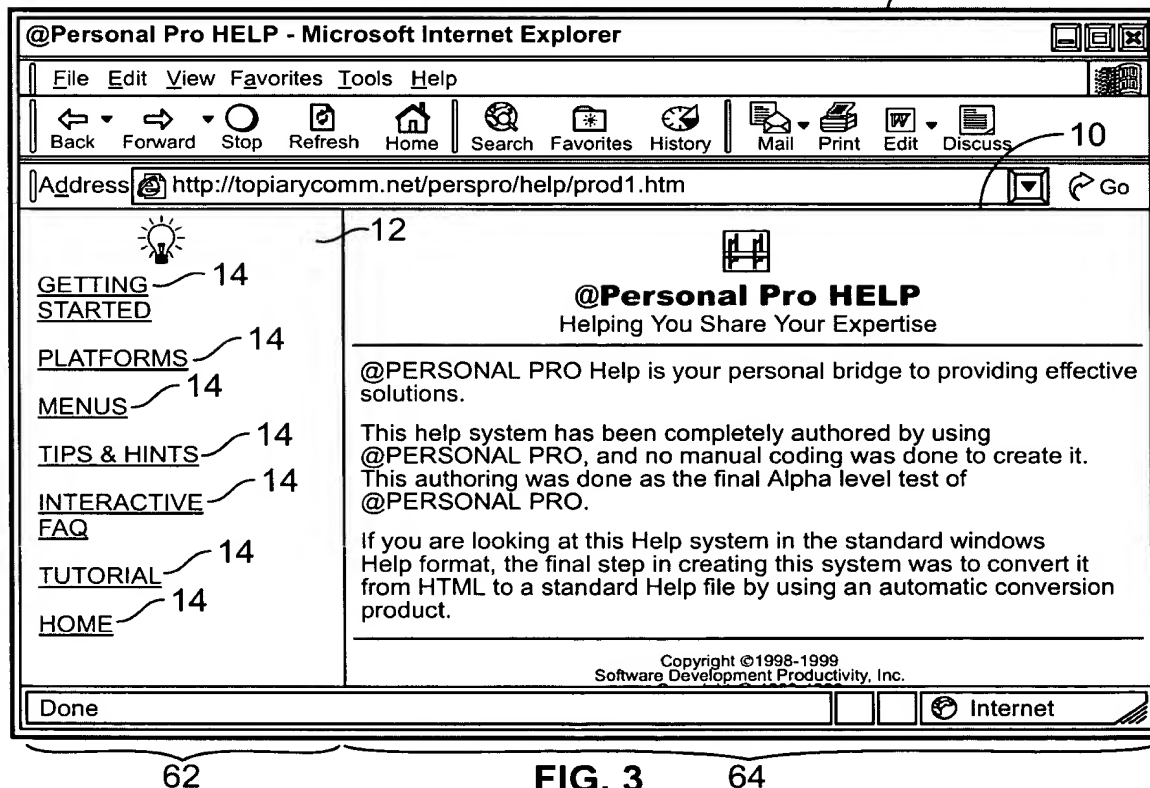 @Personal Pro HELP - Microsoft Internet Explorer
File Edit View Favorites Tools Help
Back Forward Stop Refresh Home Search Favorites History Mail Print Edit Discuss
10
Address http://topiarycomm.net/perspro/help/prod1.htm Go
12
GETTING 14
STARTED
PLATFORMS 14
MENUS 14
TIPS & HINTS 14
INTERACTIVE 14
FAQ
TUTORIAL 14
HOME 14
@Personal Pro HELP
Helping You Share Your Expertise
@PERSONAL PRO Help is your personal bridge to providing effective
solutions.
This help system has been completely authored by using
@PERSONAL PRO, and no manual coding was done to create it.
This authoring was done as the final Alpha level test of
@PERSONAL PRO.
If you are looking at this Help system in the standard windows
Help format, the final step in creating this system was to convert it
from HTML to a standard Help file by using an automatic conversion
product.
Copyright ©1998-1999
Software Development Productivity, Inc.
Done Internet
62 FIG. 3 64